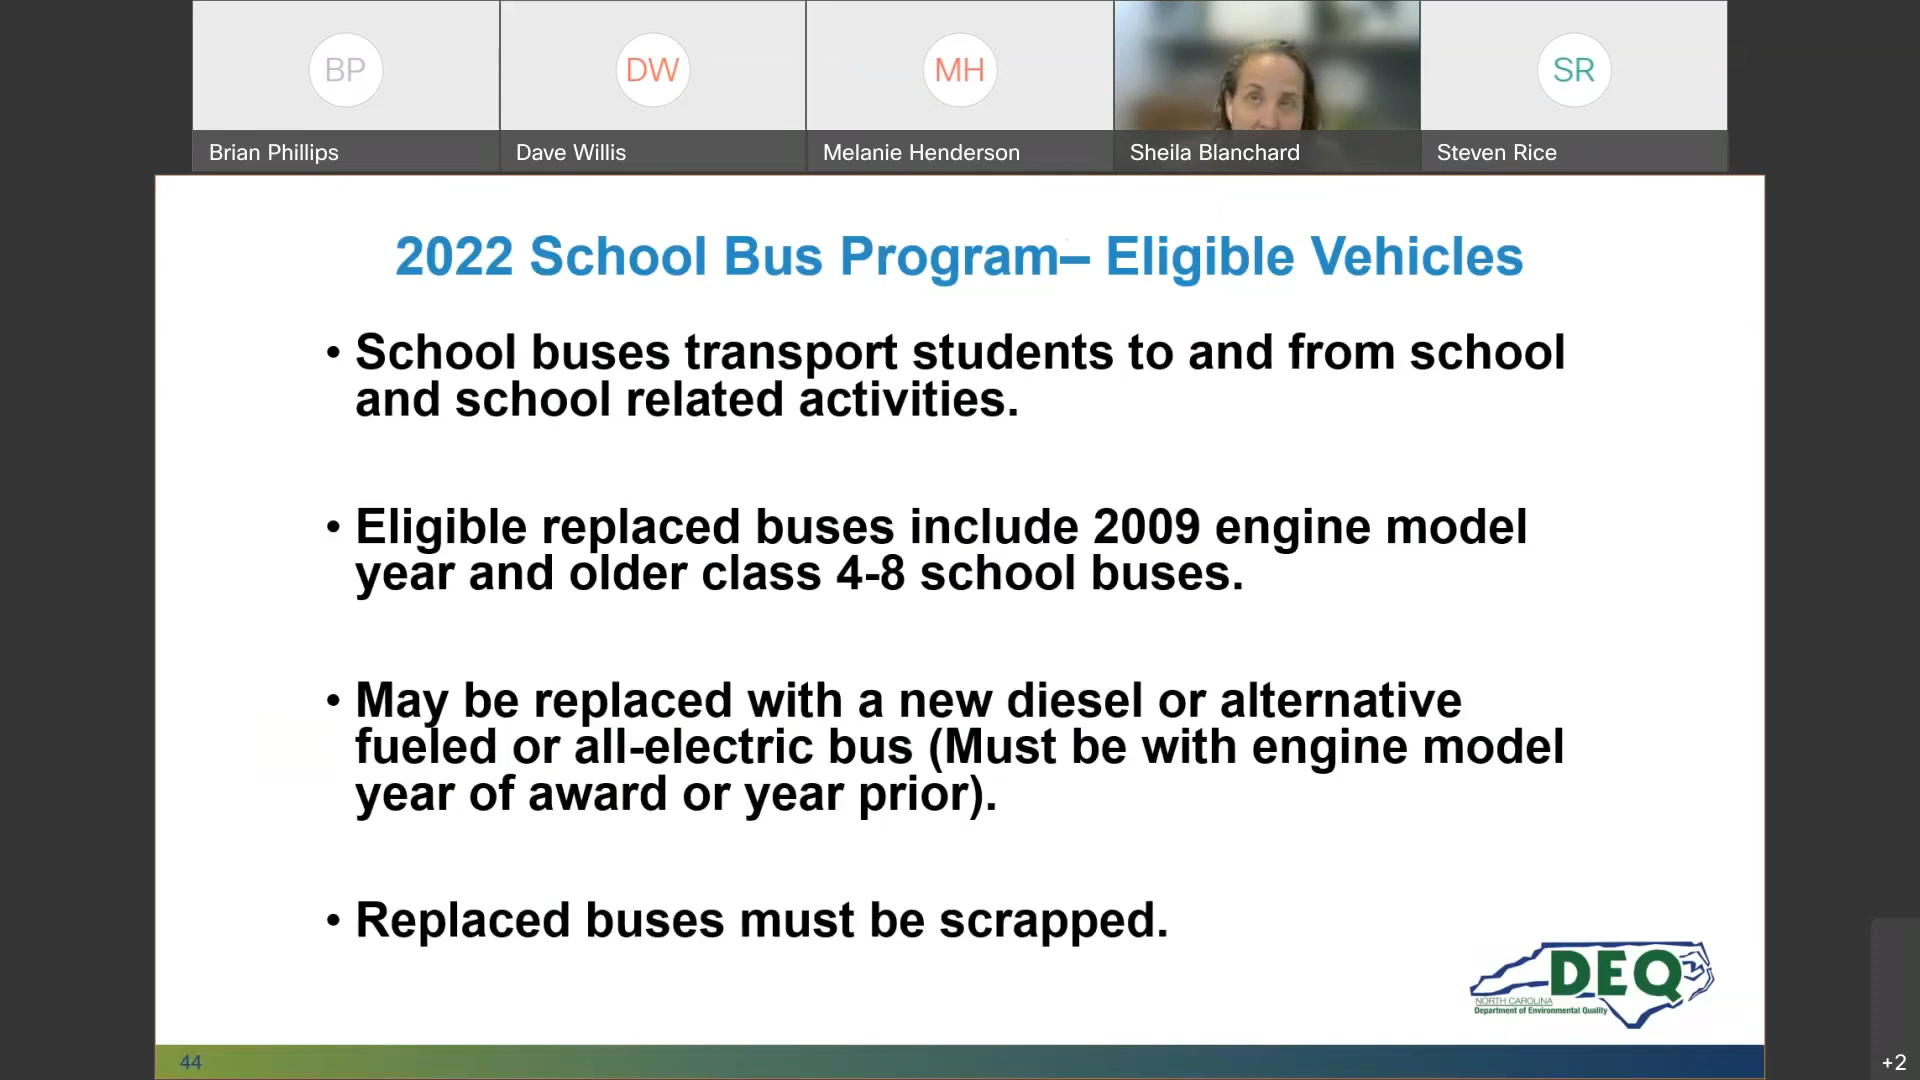 BP
DW
MH
SR
Brian Phillips
Dave Willis
Melanie Henderson
Sheila Blanchard
Steven Rice
2022 School Bus Program– Eligible Vehicles
• School buses transport students to and from school
and school related activities.
• Eligible replaced buses include 2009 engine model
year and older class 4-8 school buses.
• May be replaced with a new diesel or alternative
fueled or all-electric bus (Must be with engine model
year of award or year prior).
• Replaced buses must be scrapped.
DEQ
NORTH CAROLINA
Department of Environmental Quality
44
+2